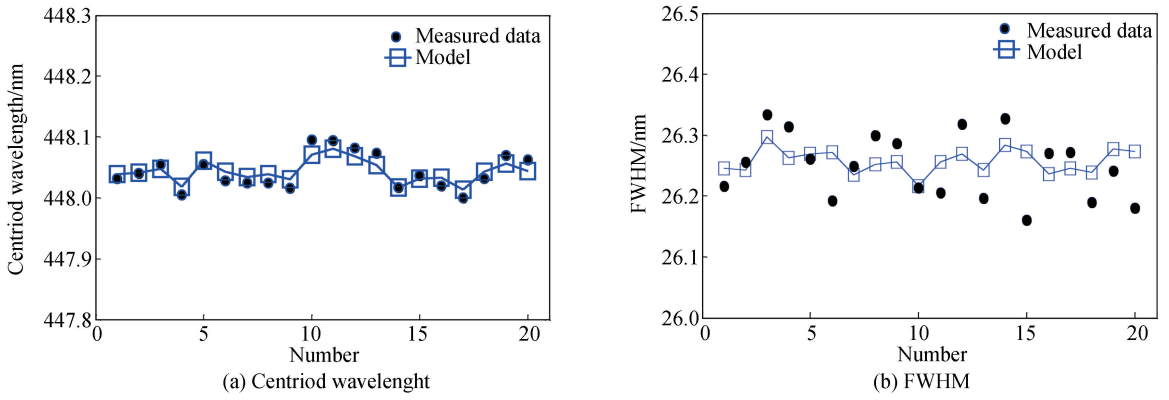 448.3
448.2
448.1
448.0
447.9
447.8
0
5
10
15
20
Centriod wavelength/nm
Number
Measured data
Model
(a) Centriod wavelenght
26.5
26.4
26.3
26.2
26.1
26.0
0
5
10
15
20
FWHM/nm
Number
Measured data
Model
(b) FWHM